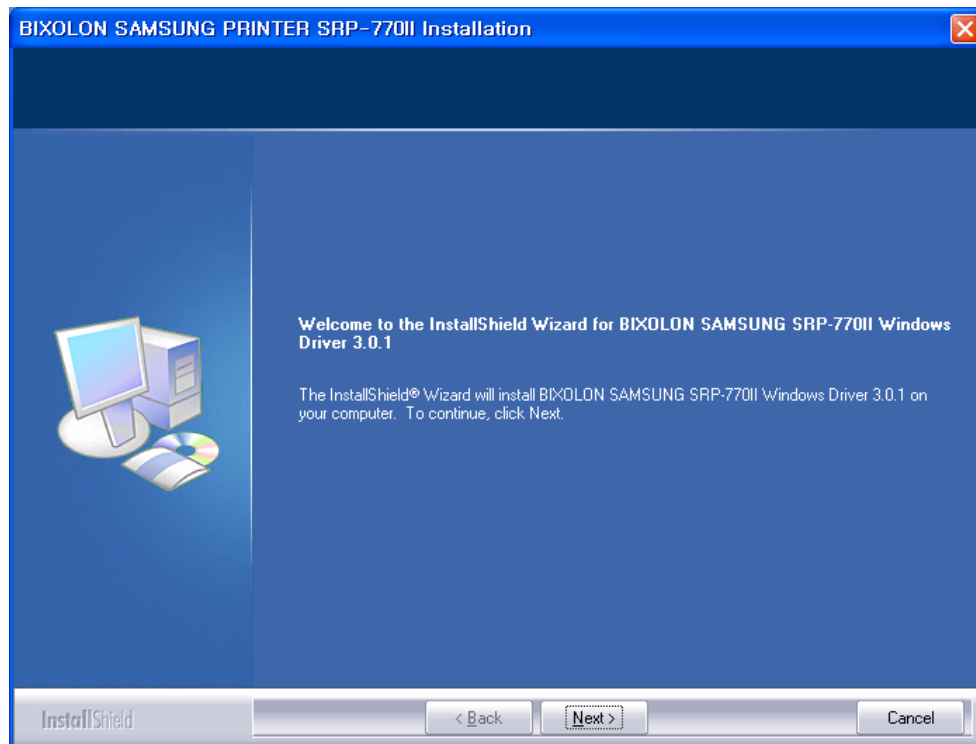 BIXOLON SAMSUNG PRINTER SRP-770II Installation
Welcome to the InstallShield Wizard for BIXOLON SAMSUNG SRP-770II Windows
Driver 3.0.1
The InstallShield® Wizard will install BIXOLON SAMSUNG SRP-770II Windows Driver 3.0.1 on
your computer. To continue, click Next.
InstallShield
< Back
Next >
Cancel